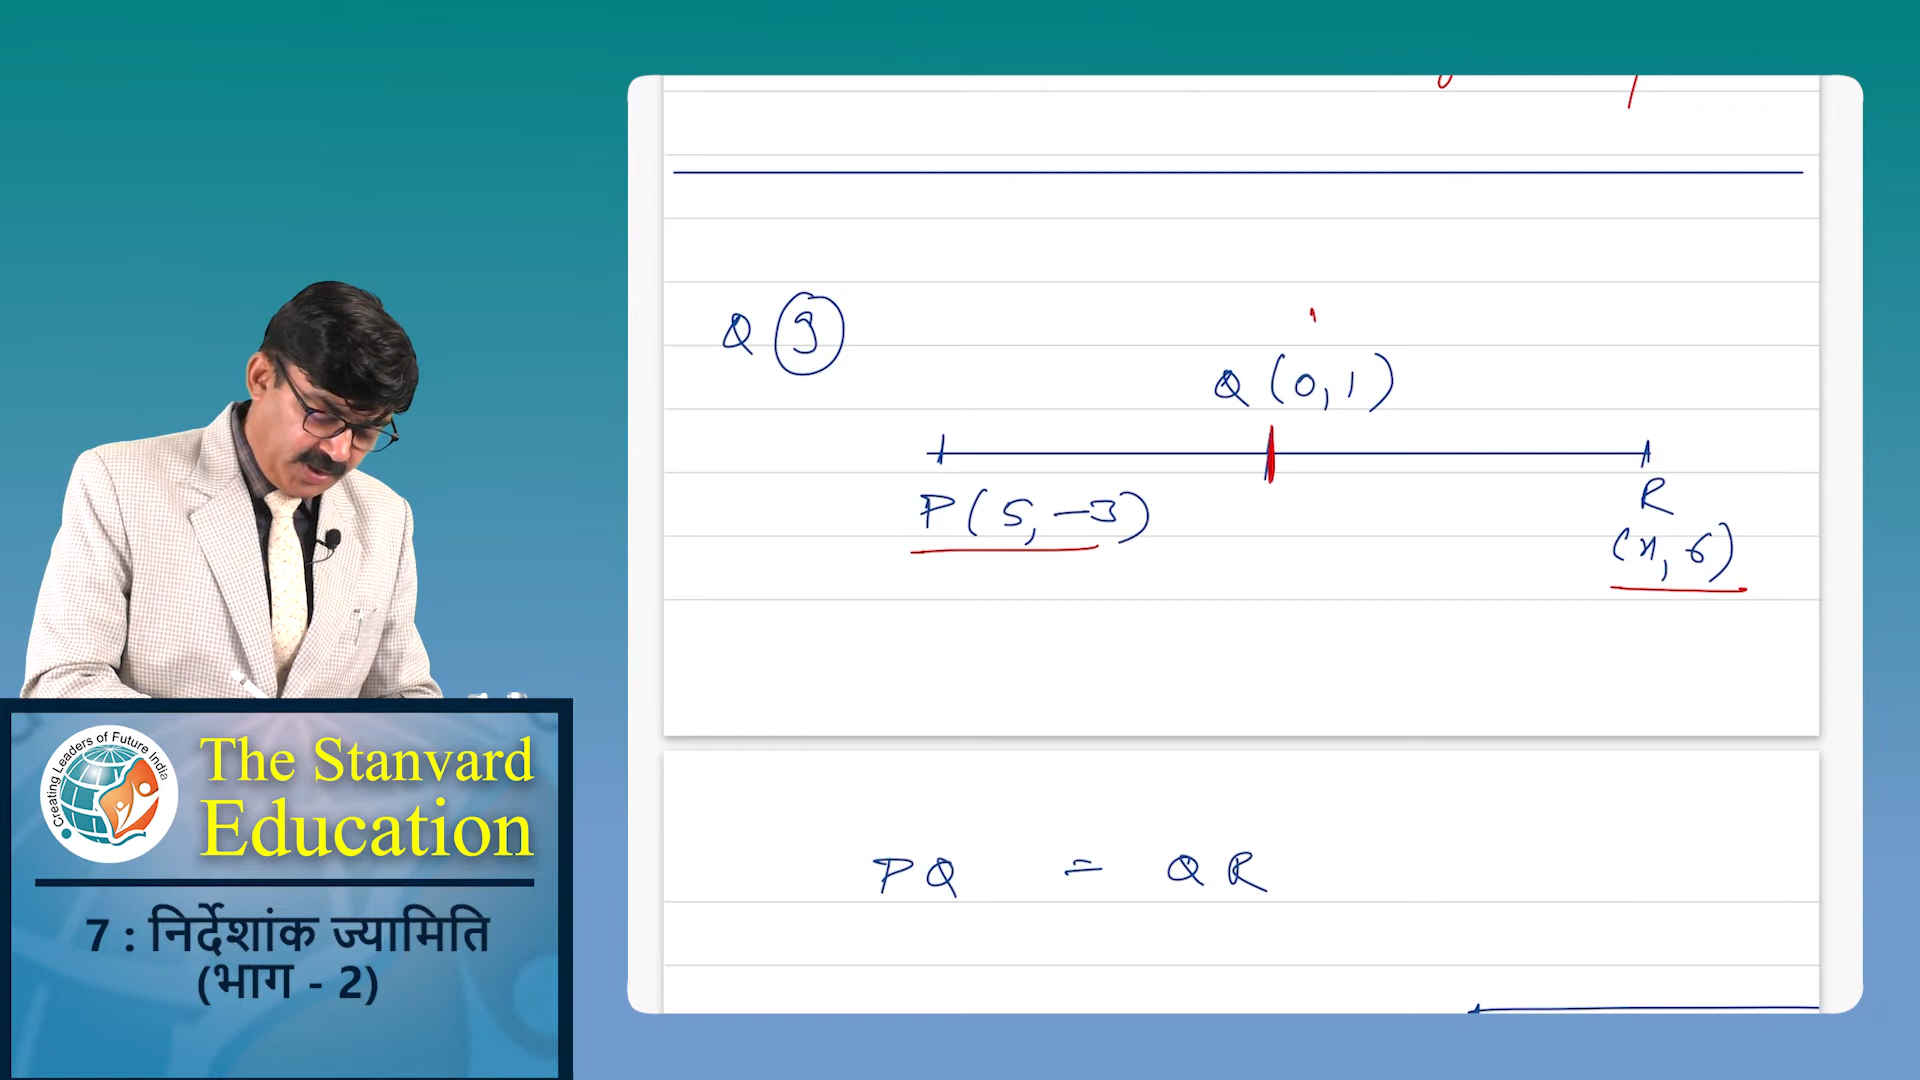 Q 9
Q (0, 1)
P (5, -3)
R
(x, 6)
PQ = QR
Creating Leaders of Future India
The Stanvard
Education
7 : निर्देशांक ज्यामिति
(भाग - 2)